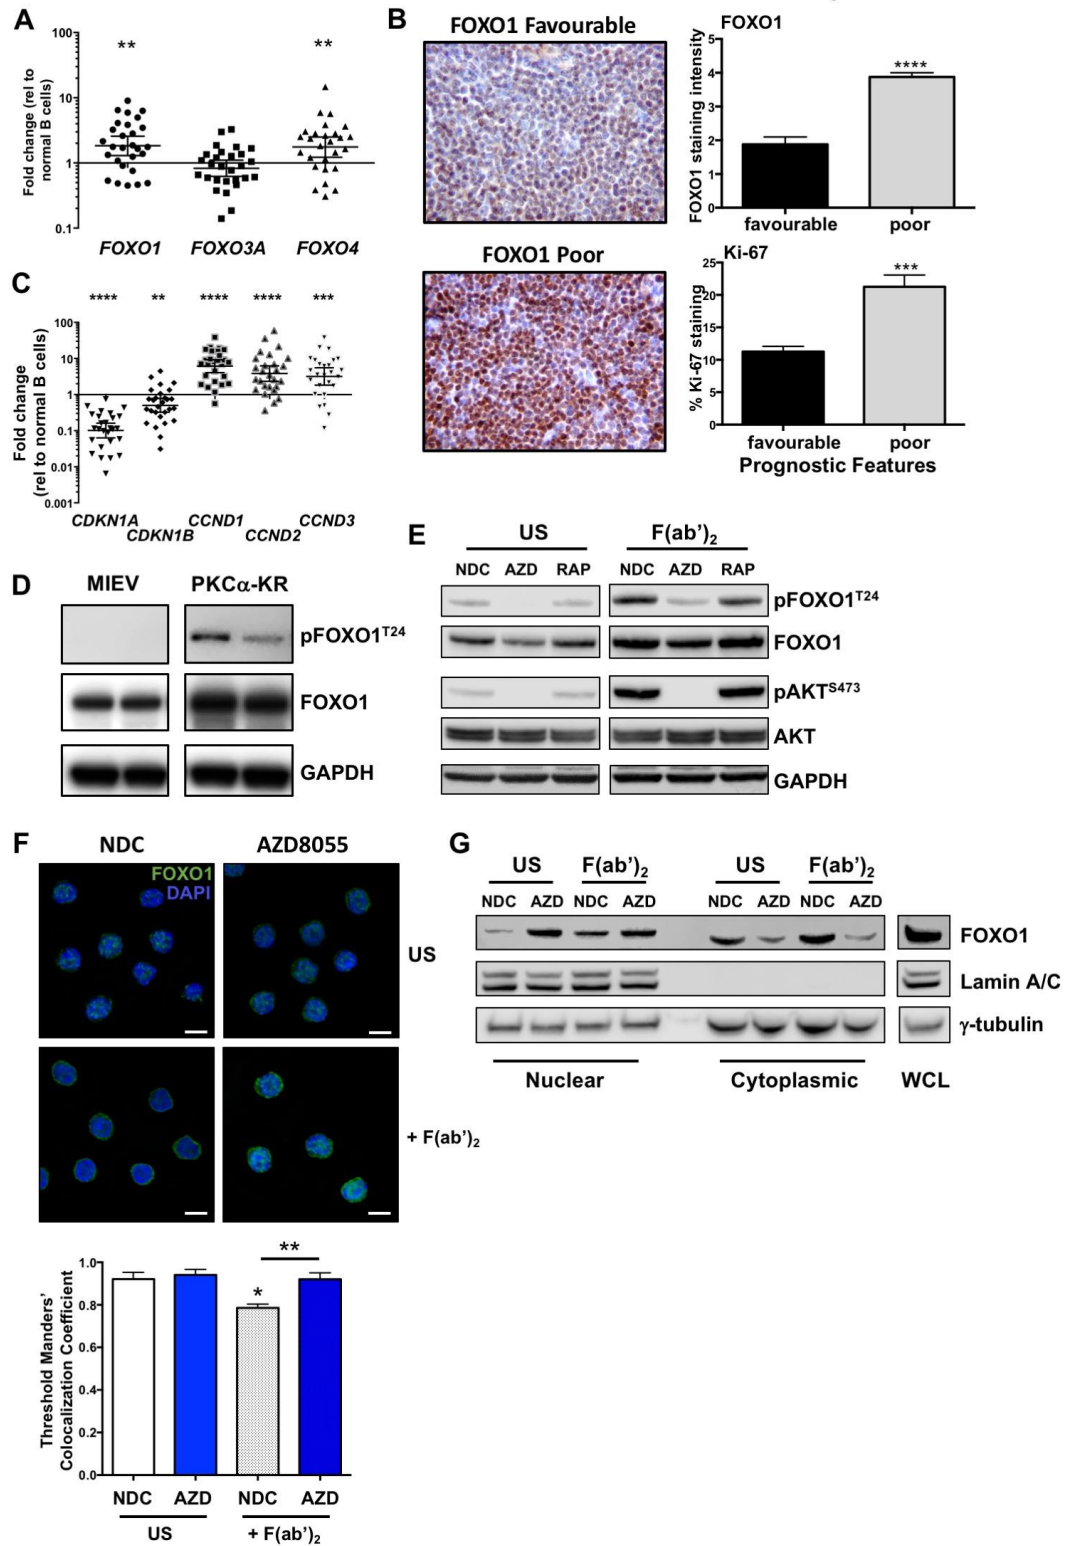 A
Fold change (rel to
normal B cells)
100
10
1
0.1
**
**
FOXO1
FOXO3A
FOXO4
B
FOXO1 Favourable
FOXO1 Poor
FOXO1
FOXO1 staining intensity
5
4
3
2
1
0
****
favourable
poor
Ki-67
% Ki-67 staining
25
20
15
10
5
0
***
favourable
poor
Prognostic Features
C
Fold change
(rel to normal B cells)
100
10
1
0.1
0.01
0.001
****
**
****
****
***
CDKN1A
CDKN1B
CCND1
CCND2
CCND3
D
MIEV
PKCα-KR
pFOXO1T24
FOXO1
GAPDH
E
US
F(ab')2
NDC AZD RAP
NDC AZD RAP
pFOXO1T24
FOXO1
pAKTS473
AKT
GAPDH
F
NDC
AZD8055
FOXO1
DAPI
US
+ F(ab')2
Threshold Manders'
Colocalization Coefficient
1.0
0.8
0.6
0.4
0.2
0.0
*
**
NDC
AZD
NDC
AZD
US
+ F(ab')2
G
US
F(ab')2
US
F(ab')2
NDC AZD NDC AZD
NDC AZD NDC AZD
FOXO1
Lamin A/C
γ-tubulin
Nuclear
Cytoplasmic
WCL